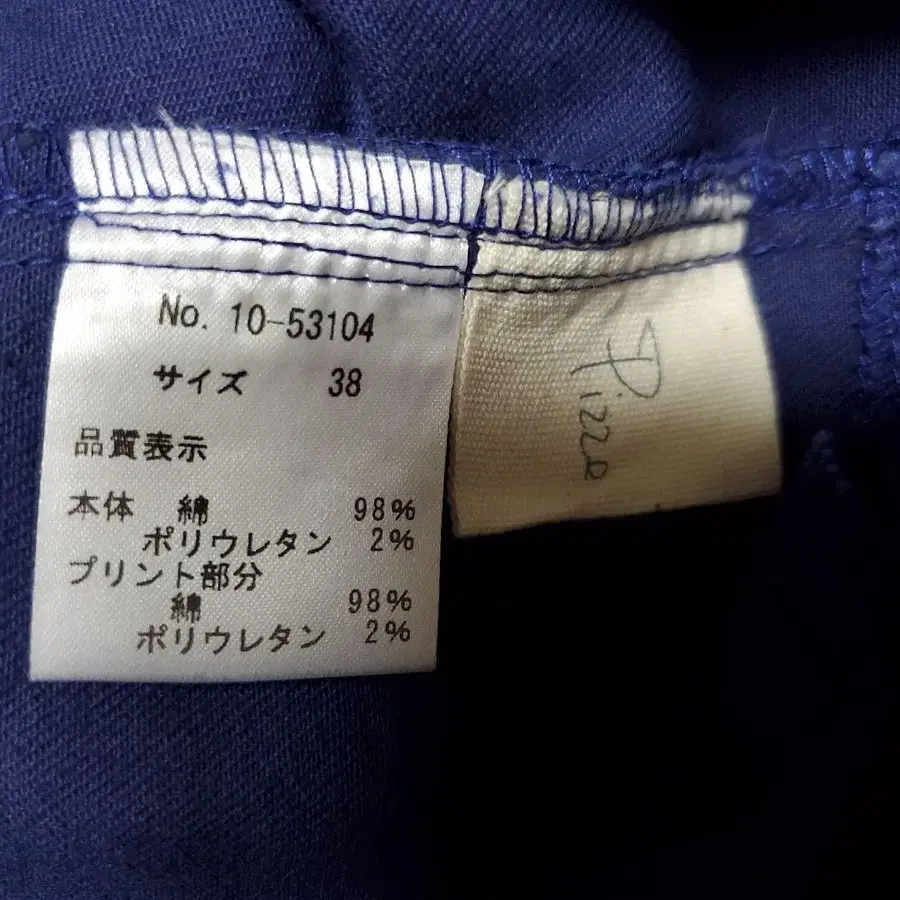 No. 10-53104
サイズ 38
品質表示
本体 綿 98%
ポリウレタン 2%
プリント部分
綿 98%
ポリウレタン 2%
Pizzo